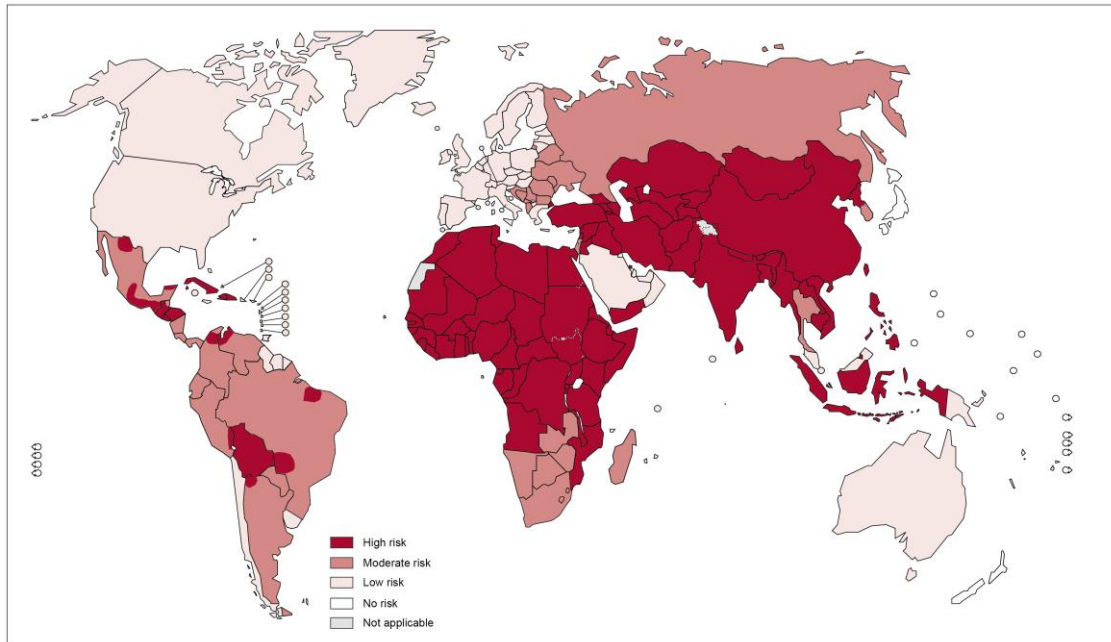 High risk
Moderate risk
Low risk
No risk
Not applicable